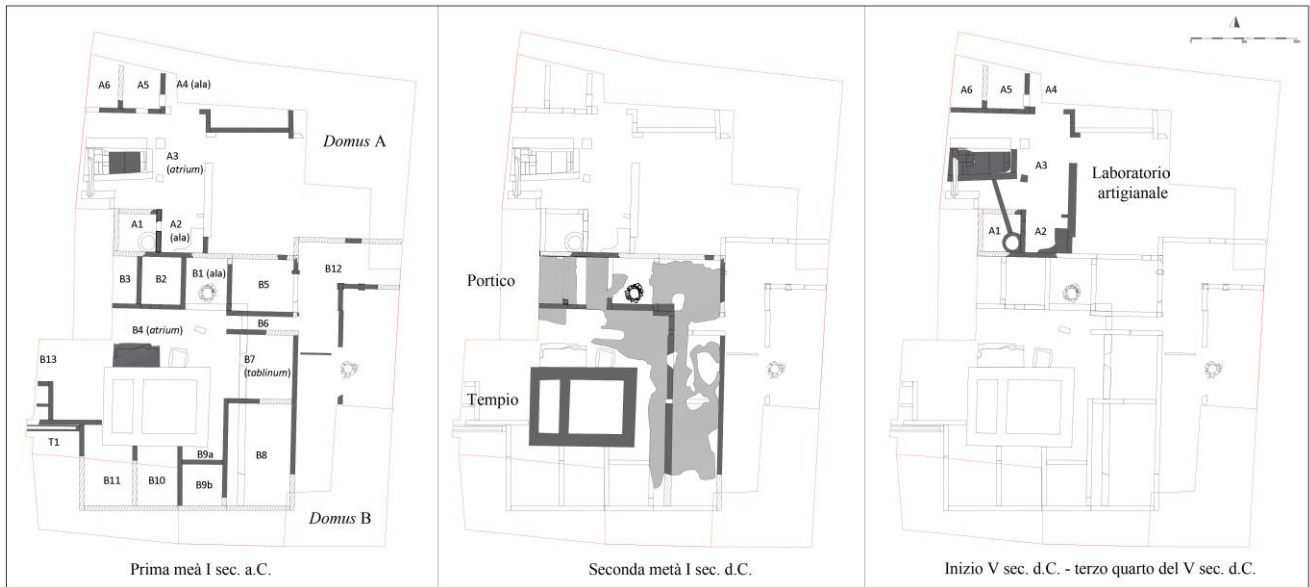 A6
A5
A4 (ala)
Domus A
A3
(atrium)
A1
A2
(ala)
B3
B2
B1 (ala)
B5
B12
B4 (atrium)
B6
B13
B7
(tablinum)
T1
B9a
B8
B11
B10
B9b
Domus B
Prima meà I sec. a.C.
Portico
Tempio
Seconda metà I sec. d.C.
A6
A5
A4
A3
Laboratorio
artigianale
A1
A2
Inizio V sec. d.C. - terzo quarto del V sec. d.C.